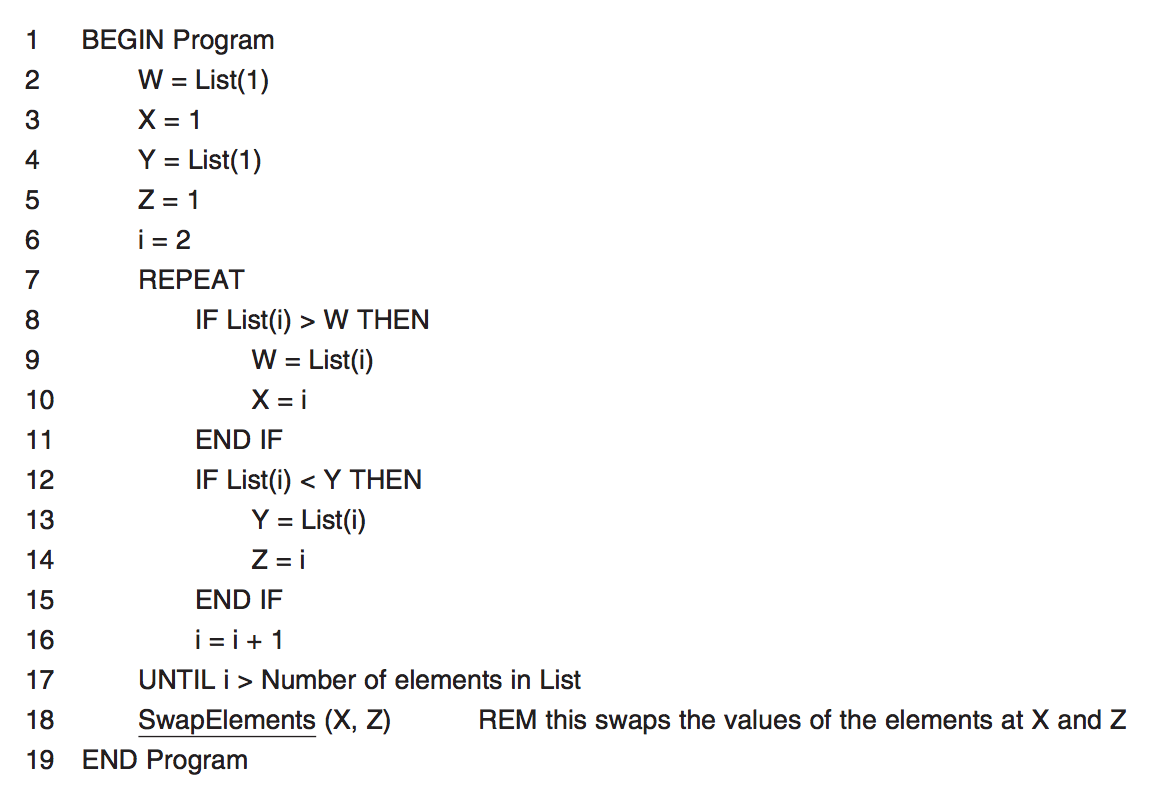 1 BEGIN Program
2 W = List(1)
3 X = 1
4 Y = List(1)
5 Z = 1
6 i = 2
7 REPEAT
8 IF List(i) > W THEN
9 W = List(i)
10 X = i
11 END IF
12 IF List(i) < Y THEN
13 Y = List(i)
14 Z = i
15 END IF
16 i = i + 1
17 UNTIL i > Number of elements in List
18 SwapElements (X, Z) REM this swaps the values of the elements at X and Z
19 END Program